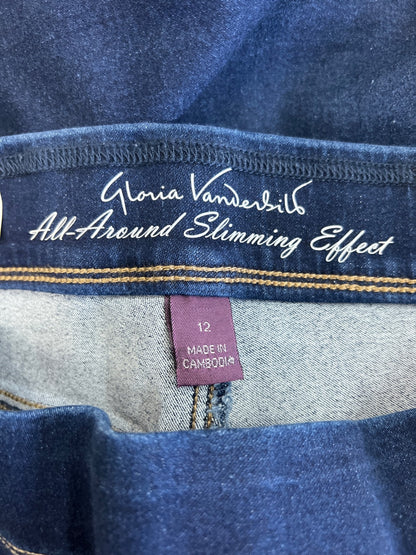 Gloria Vanderbilt
All-Around Slimming Effect
12
MADE IN
CAMBODIA